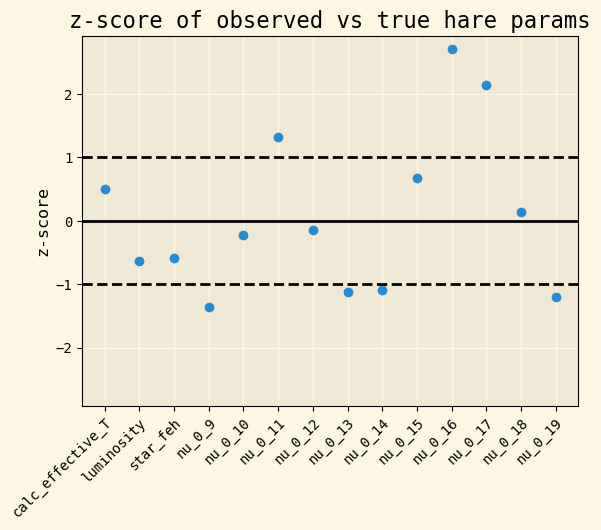 z-score of observed vs true hare params
z-score
2
1
0
−1
−2
calc_effective_T
luminosity
star_feh
nu_0_9
nu_0_10
nu_0_11
nu_0_12
nu_0_13
nu_0_14
nu_0_15
nu_0_16
nu_0_17
nu_0_18
nu_0_19